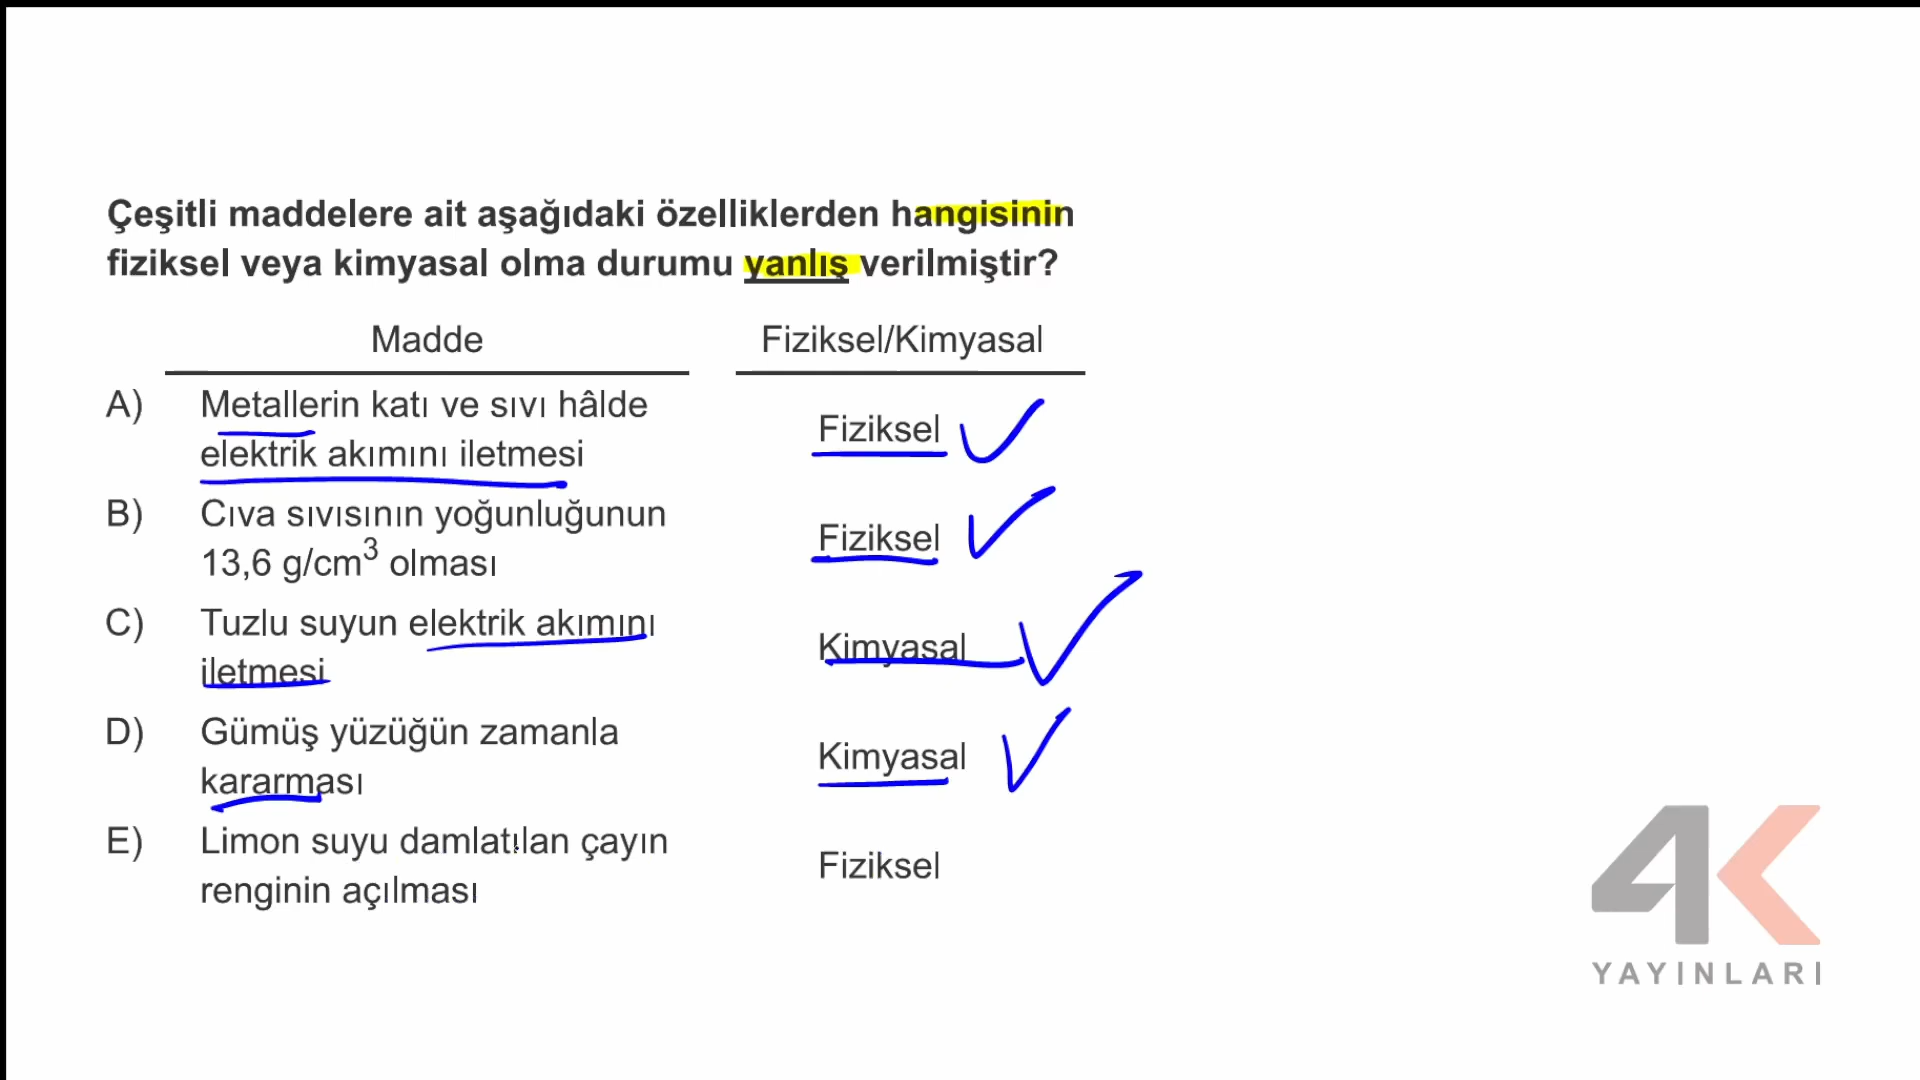 Çeşitli maddelere ait aşağıdaki özelliklerden hangisinin
fiziksel veya kimyasal olma durumu yanlış verilmiştir?
Madde Fiziksel/Kimyasal
A) Metallerin katı ve sıvı hâlde
elektrik akımını iletmesi
Fiziksel
B) Cıva sıvısının yoğunluğunun
13,6 g/cm³ olması
Fiziksel
C) Tuzlu suyun elektrik akımını
iletmesi
Kimyasal
D) Gümüş yüzüğün zamanla
kararması
Kimyasal
E) Limon suyu damlatılan çayın
renginin açılması
Fiziksel
4K
YAYINLARI